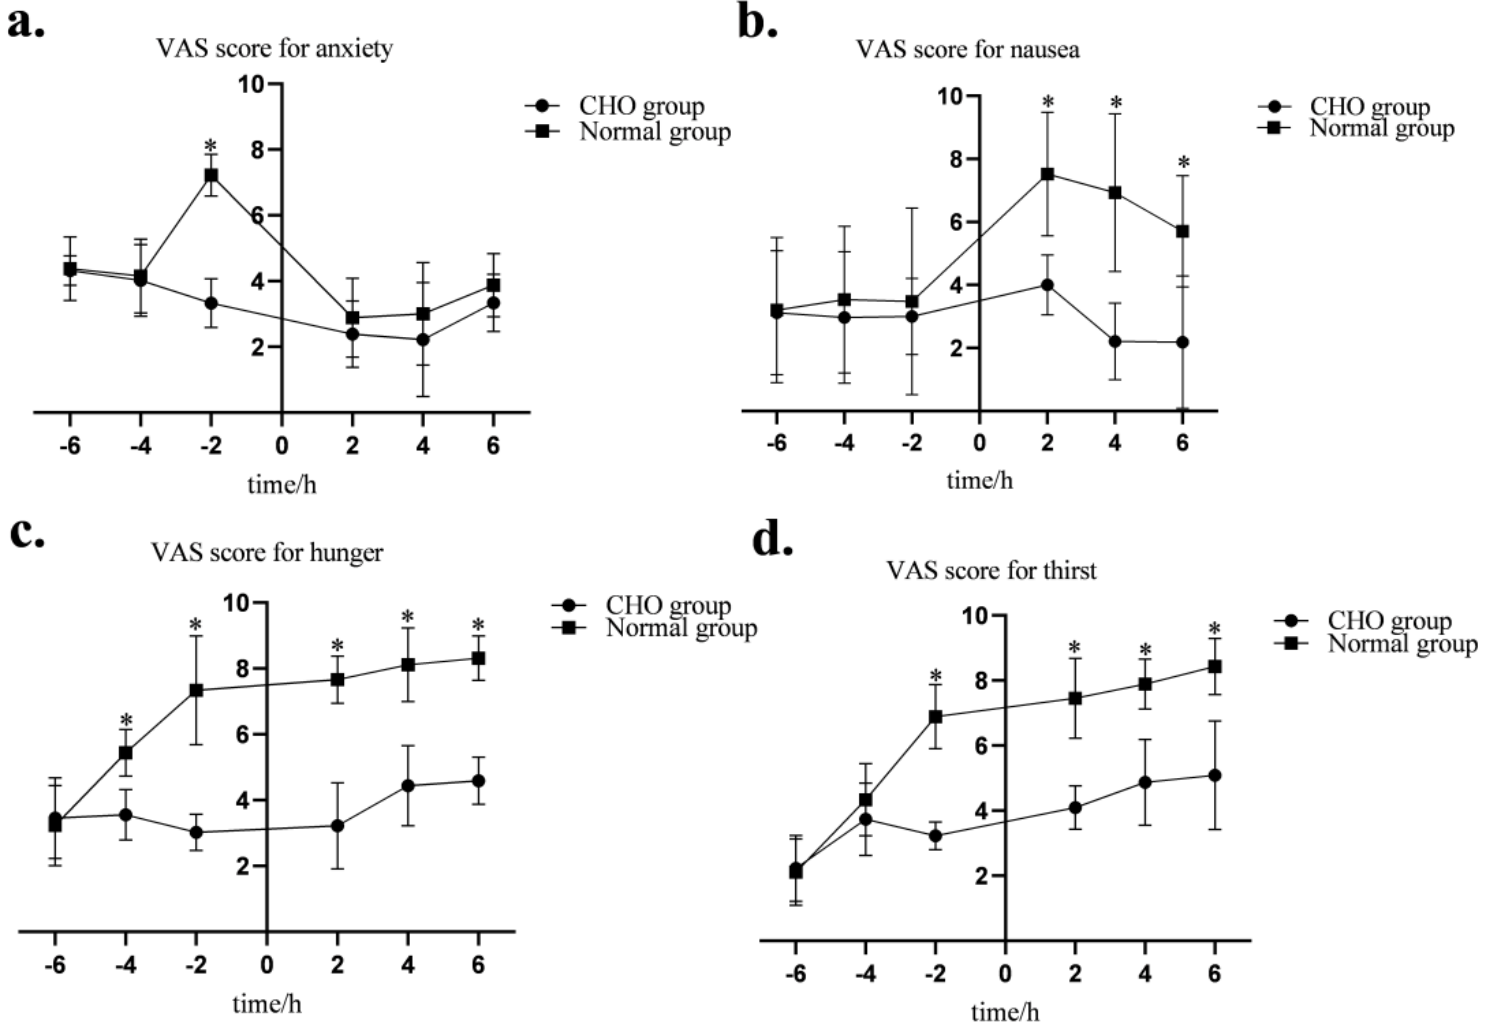 a.
VAS score for anxiety
10
8
6
4
2
*
-6 -4 -2 0 2 4 6
time/h
CHO group
Normal group
b.
VAS score for nausea
10
8
6
4
2
* * *
-6 -4 -2 0 2 4 6
time/h
CHO group
Normal group
c.
VAS score for hunger
10
8
6
4
2
* * * * *
-6 -4 -2 0 2 4 6
time/h
CHO group
Normal group
d.
VAS score for thirst
10
8
6
4
2
* * * *
-6 -4 -2 0 2 4 6
time/h
CHO group
Normal group